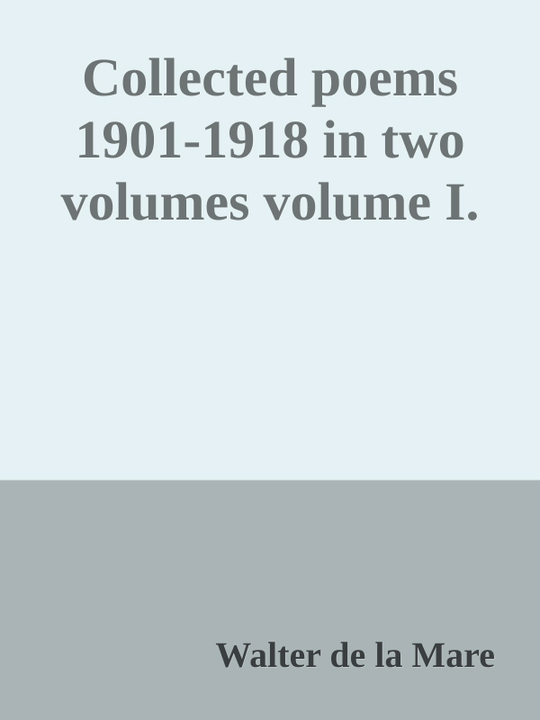 Collected poems
1901-1918 in two
volumes volume I.
Walter de la Mare